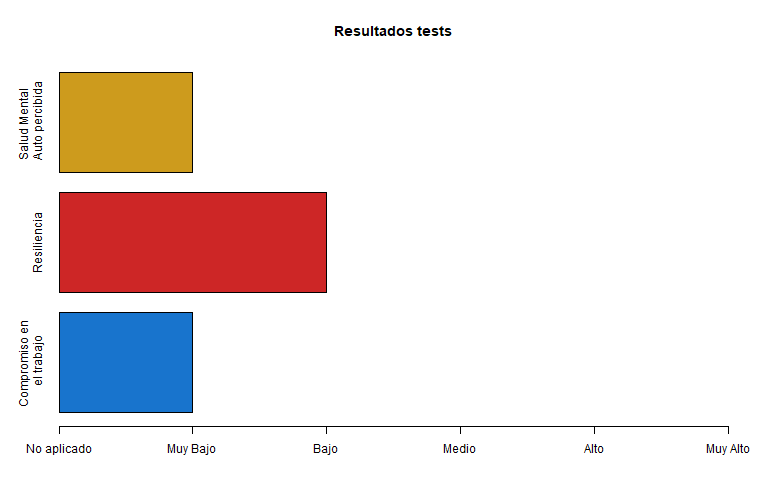 Resultados tests
Salud Mental
Auto percibida
Resiliencia
Compromiso en
el trabajo
No aplicado
Muy Bajo
Bajo
Medio
Alto
Muy Alto